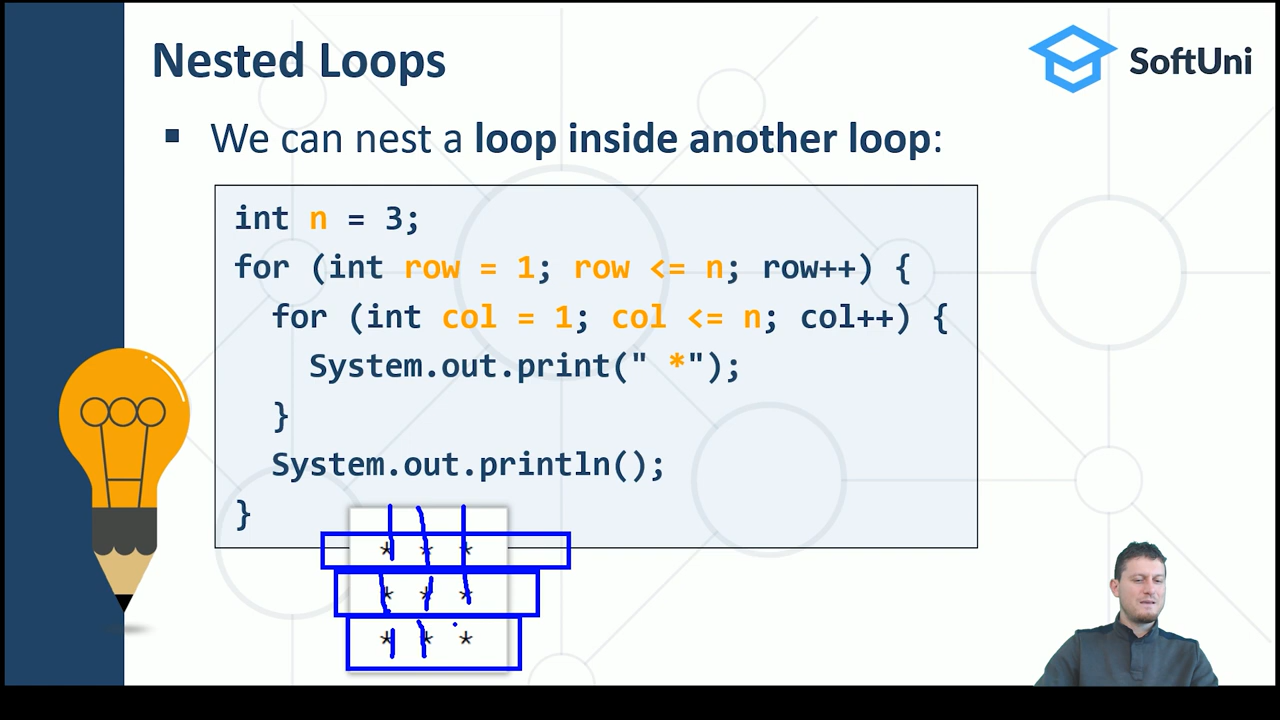 Nested Loops
SoftUni
▪ We can nest a loop inside another loop:
int n = 3;
for (int row = 1; row <= n; row++) {
  for (int col = 1; col <= n; col++) {
    System.out.print(" *");
  }
  System.out.println();
}
* * *
* * *
* * *